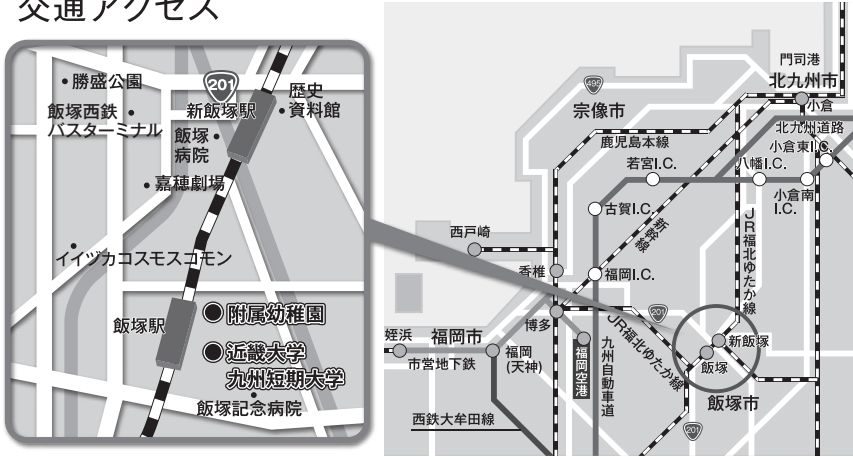 交通アクセス
・勝盛公園
201
新飯塚駅
歴史
・資料館
飯塚西鉄・
バスターミナル
飯塚・
病院
・嘉穂劇場
イイヅカコスモスコモン
飯塚駅
附属幼稚園
近畿大学
九州短期大学
飯塚記念病院
495
宗像市
門司港
北九州市
小倉
鹿児島本線
北九州道路
小倉東I.C.
若宮I.C.
八幡I.C.
小倉南
I.C.
古賀I.C.
新幹線
JR福北ゆたか線
西戸崎
香椎
福岡I.C.
201
博多
JR福北ゆたか線
新飯塚
飯塚
飯塚市
姪浜
福岡市
市営地下鉄
福岡
(天神)
福岡空港
九州自動車道
西鉄大牟田線
201